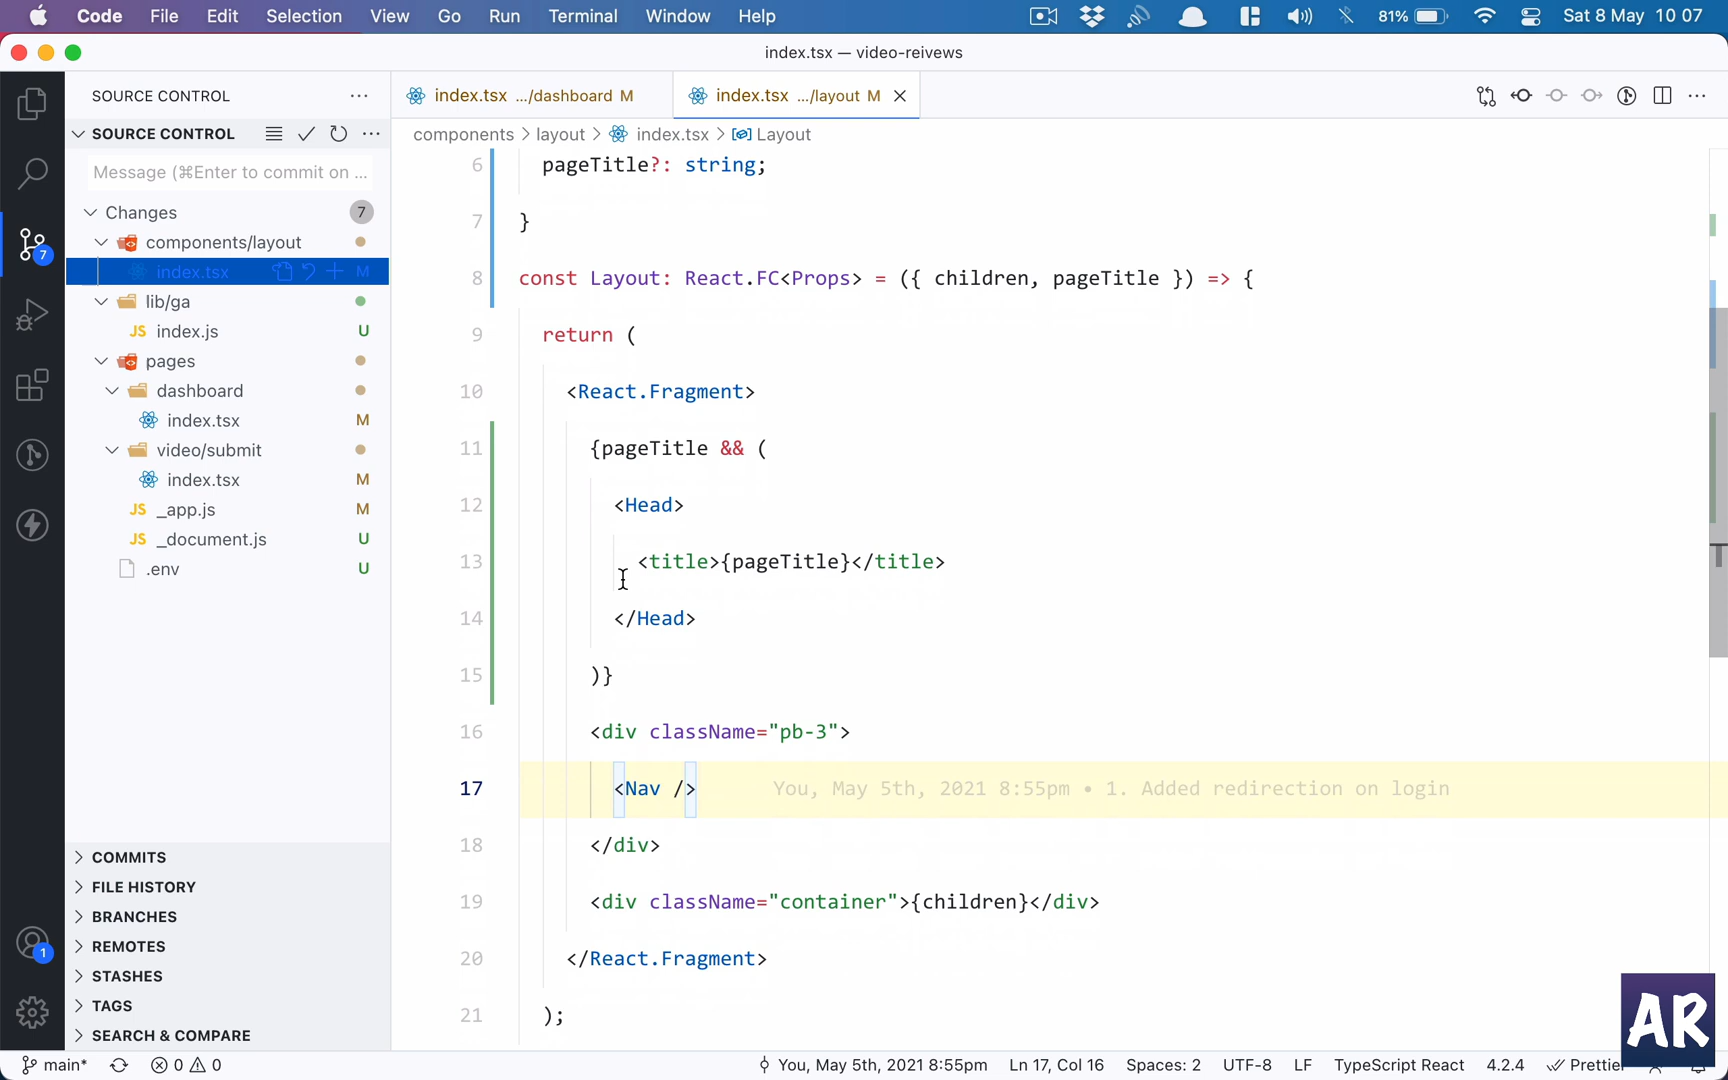 Code File Edit Selection View Go Run Terminal Window Help 81% Sat 8 May 10 07
index.tsx — video-reivews
SOURCE CONTROL
index.tsx .../dashboard M
index.tsx .../layout M
SOURCE CONTROL
components > layout > index.tsx > Layout
Message (⌘Enter to commit on ...
Changes 7
components/layout
index.tsx M
lib/ga
JS index.js U
pages
dashboard
index.tsx M
video/submit
index.tsx M
JS _app.js M
JS _document.js U
.env U
7
1
COMMITS
FILE HISTORY
BRANCHES
REMOTES
STASHES
TAGS
SEARCH & COMPARE
6 pageTitle?: string;
7 }
8 const Layout: React.FC<Props> = ({ children, pageTitle }) => {
9 return (
10 <React.Fragment>
11 {pageTitle && (
12 <Head>
13 <title>{pageTitle}</title>
14 </Head>
15 )}
16 <div className="pb-3">
17 <Nav /> You, May 5th, 2021 8:55pm • 1. Added redirection on login
18 </div>
19 <div className="container">{children}</div>
20 </React.Fragment>
21 );
AR
main* 0 0 You, May 5th, 2021 8:55pm Ln 17, Col 16 Spaces: 2 UTF-8 LF TypeScript React 4.2.4